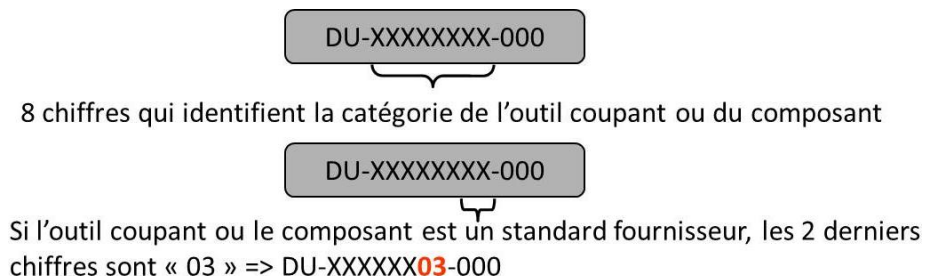 DU-XXXXXXXX-000
8 chiffres qui identifient la catégorie de l’outil coupant ou du composant
DU-XXXXXXXX-000
Si l’outil coupant ou le composant est un standard fournisseur, les 2 derniers
chiffres sont « 03 » => DU-XXXXXX03-000